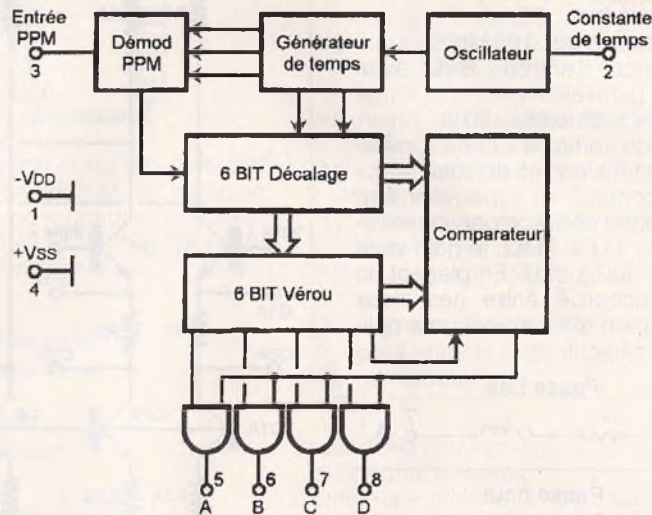 Entrée
PPM
3
Démod
PPM
Générateur
de temps
Oscillateur
Constante
de temps
2
6 BIT Décalage
-VDD
1
Comparateur
+VSS
4
6 BIT Vérou
5
6
7
8
A
B
C
D